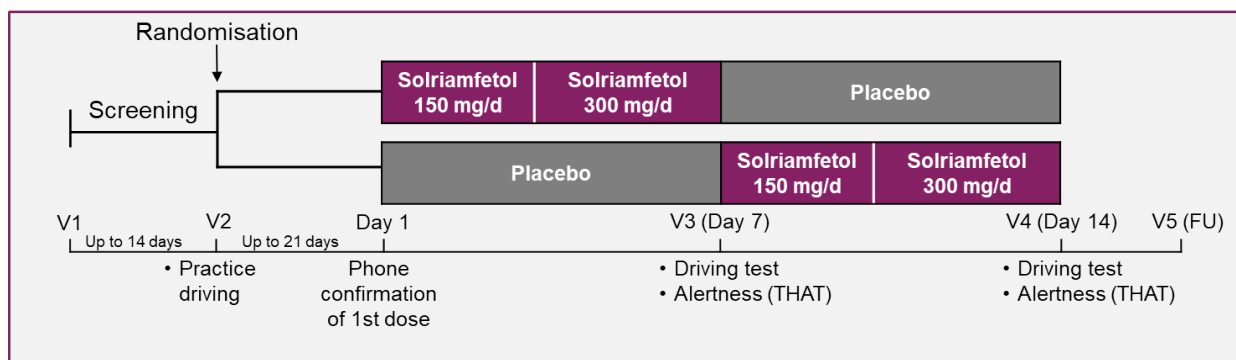 Randomisation
Screening
Solriamfetol
150 mg/d
Solriamfetol
300 mg/d
Placebo
Placebo
Solriamfetol
150 mg/d
Solriamfetol
300 mg/d
V1
Up to 14 days
V2
Up to 21 days
Day 1
V3 (Day 7)
V4 (Day 14)
V5 (FU)
• Practice
driving
Phone
confirmation
of 1st dose
• Driving test
• Alertness (THAT)
• Driving test
• Alertness (THAT)